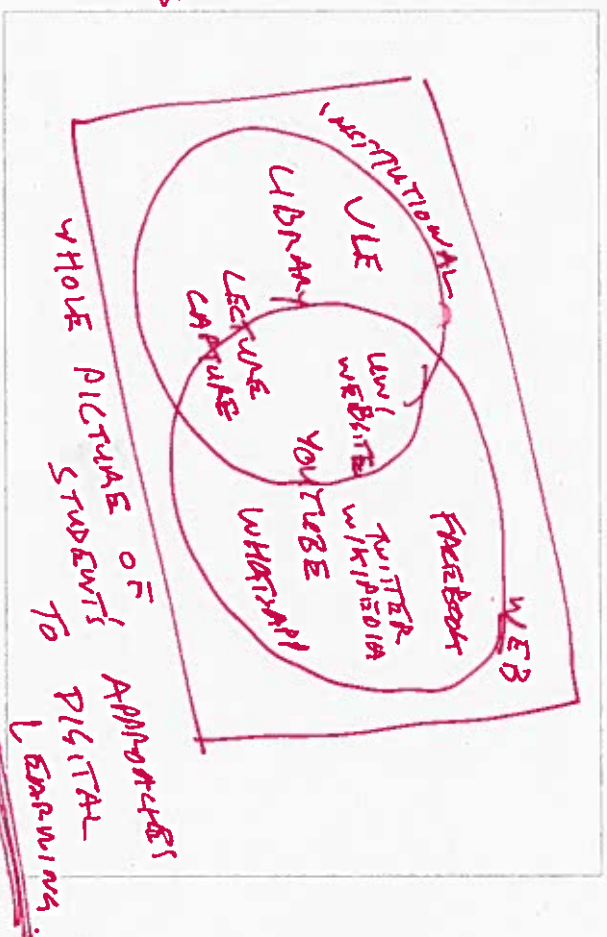 INSTITUTIONAL
WEB
VLE
LIBRARY
LECTURE
CAPTURE
UNI
WEBSITE
YOUTUBE
FACEBOOK
TWITTER
WIKIPEDIA
WHATSAPP
WHOLE PICTURE OF
STUDENTS' APPROACHES
TO DIGITAL
LEARNING.